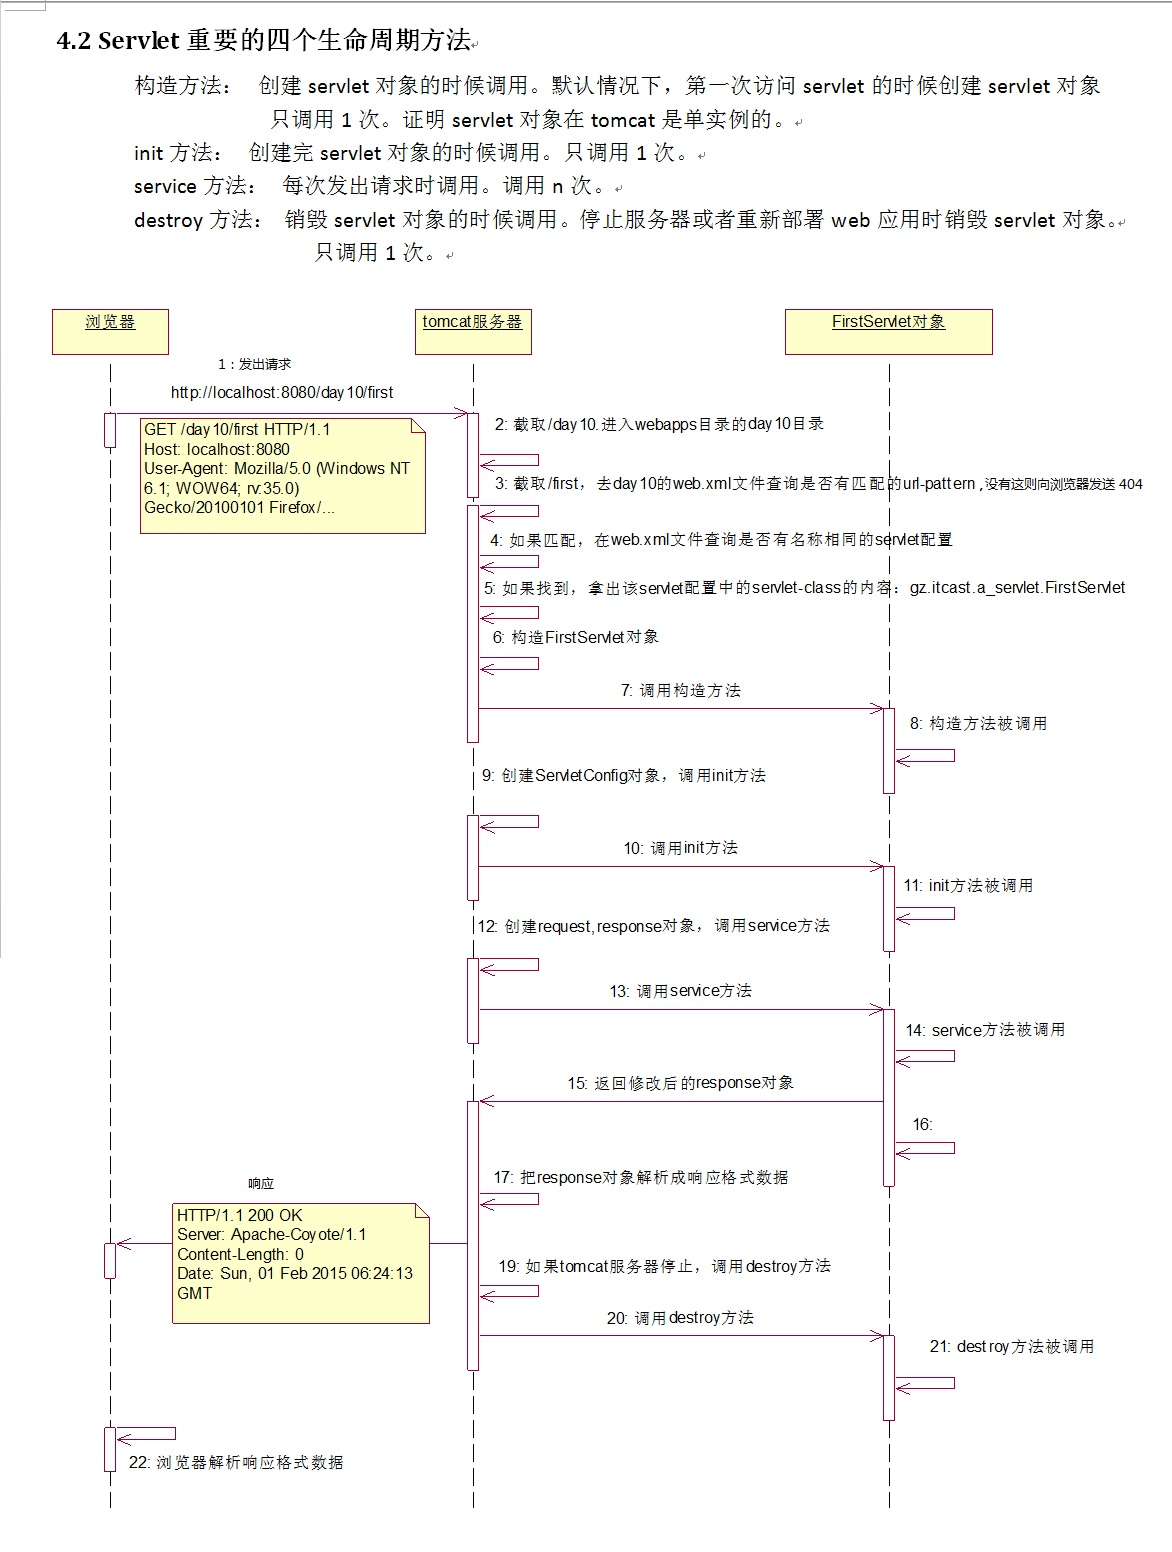 4.2 Servlet 重要的四个生命周期方法
构造方法： 创建 servlet 对象的时候调用。默认情况下，第一次访问 servlet 的时候创建 servlet 对象
只调用 1 次。证明 servlet 对象在 tomcat 是单实例的。
init 方法： 创建完 servlet 对象的时候调用。只调用 1 次。
service 方法： 每次发出请求时调用。调用 n 次。
destroy 方法： 销毁 servlet 对象的时候调用。停止服务器或者重新部署 web 应用时销毁 servlet 对象。
只调用 1 次。
浏览器
tomcat服务器
FirstServlet对象
1：发出请求
http://localhost:8080/day10/first
GET /day10/first HTTP/1.1
Host: localhost:8080
User-Agent: Mozilla/5.0 (Windows NT
6.1; WOW64; rv:35.0)
Gecko/20100101 Firefox/...
2: 截取/day10.进入webapps目录的day10目录
3: 截取/first，去day10的web.xml文件查询是否有匹配的url-pattern ,没有这则向浏览器发送 404
4: 如果匹配，在web.xml文件查询是否有名称相同的servlet配置
5: 如果找到，拿出该servlet配置中的servlet-class的内容：gz.itcast.a_servlet.FirstServlet
6: 构造FirstServlet对象
7: 调用构造方法
8: 构造方法被调用
9: 创建ServletConfig对象，调用init方法
10: 调用init方法
11: init方法被调用
12: 创建request,response对象，调用service方法
13: 调用service方法
14: service方法被调用
15: 返回修改后的response对象
16:
17: 把response对象解析成响应格式数据
响应
HTTP/1.1 200 OK
Server: Apache-Coyote/1.1
Content-Length: 0
Date: Sun, 01 Feb 2015 06:24:13
GMT
19: 如果tomcat服务器停止，调用destroy方法
20: 调用destroy方法
21: destroy方法被调用
22: 浏览器解析响应格式数据